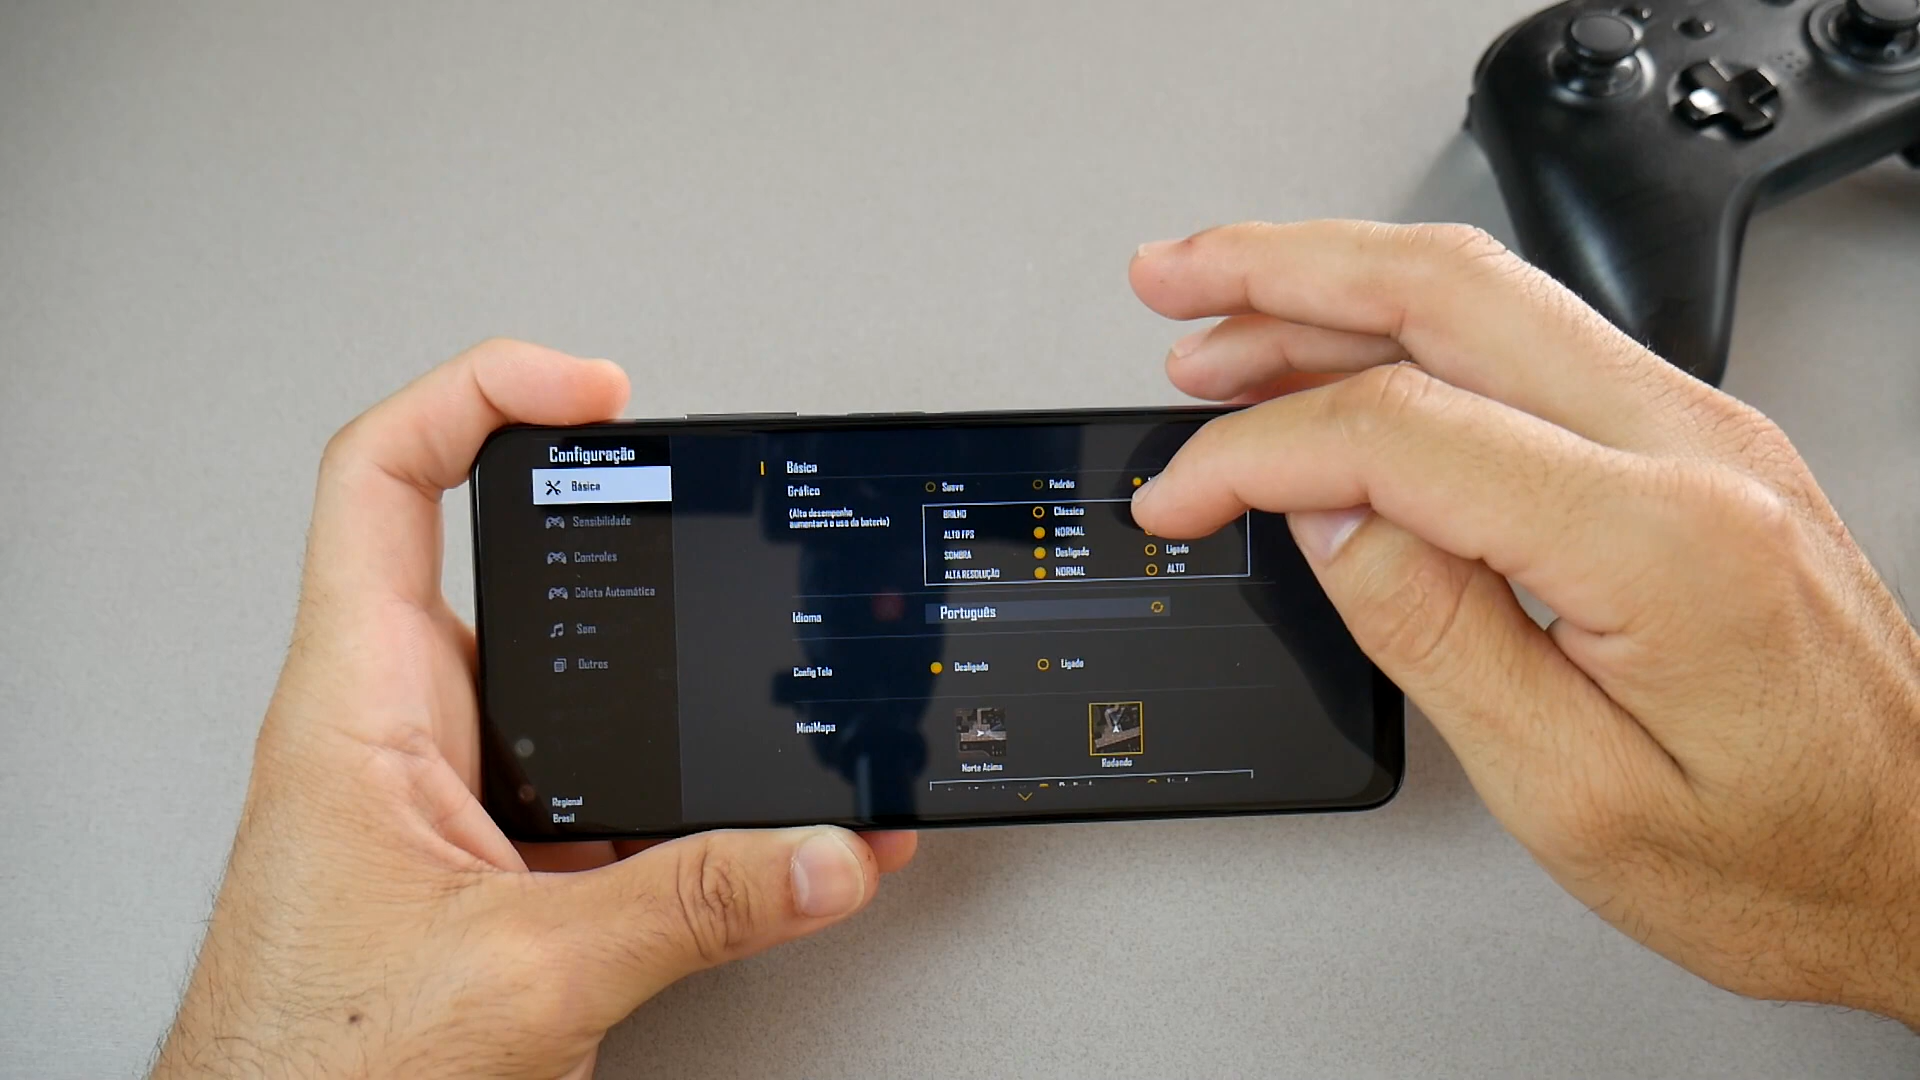 Configuração
Básica
Sensibilidade
Controles
Coleta Automática
Som
Outros
Regional
Brasil
Básica
Gráfico
(Alto desempenho
aumentará o uso da bateria)
Suave Padrão
BRILHO Clássico
ALTO FPS NORMAL
SOMBRA Desligado Ligado
ALTA RESOLUÇÃO NORMAL ALTO
Idioma Português
Config Tela Desligado Ligado
MiniMapa
Norte Acima Rodando